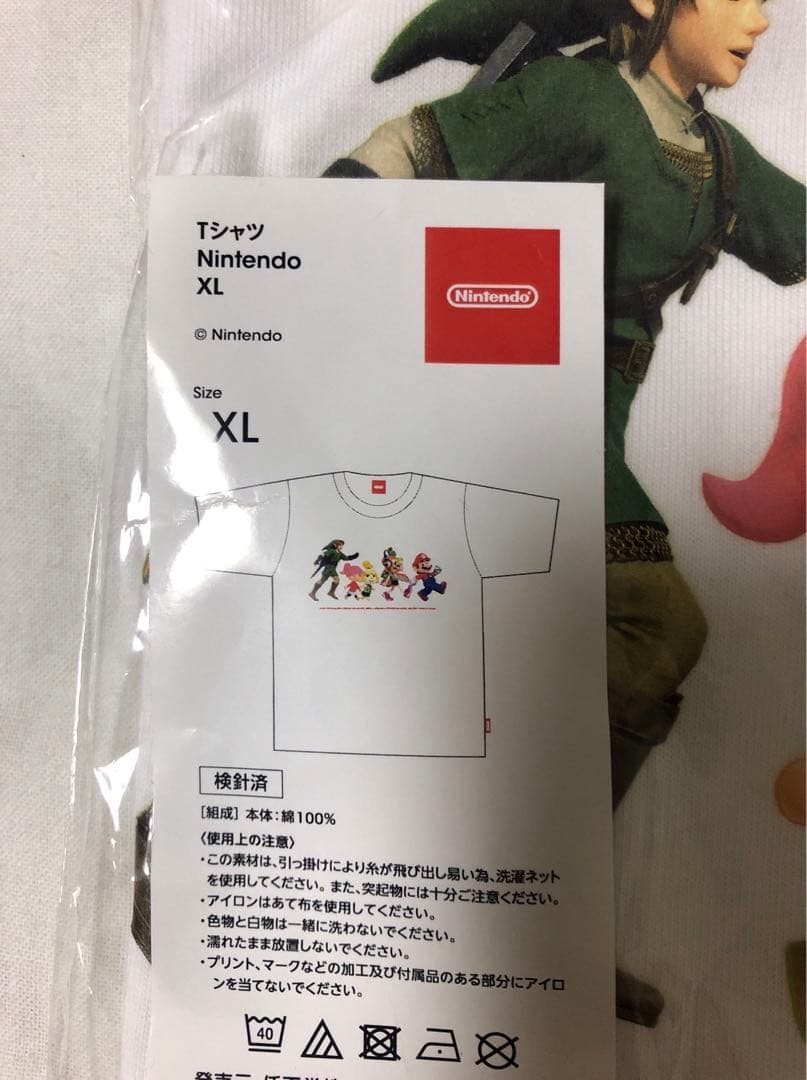 Tシャツ
Nintendo
XL
© Nintendo
Nintendo®
Size
XL
検針済
［組成］本体：綿100%
〈使用上の注意〉
・この素材は、引っ掛けにより糸が飛び出し易い為、洗濯ネット
を使用してください。また、突起物には十分ご注意ください。
・アイロンはあて布を使用してください。
・色物と白物は一緒に洗わないでください。
・濡れたまま放置しないでください。
・プリント、マークなどの加工及び付属品のある部分にアイロ
ンを当てないでください。
40